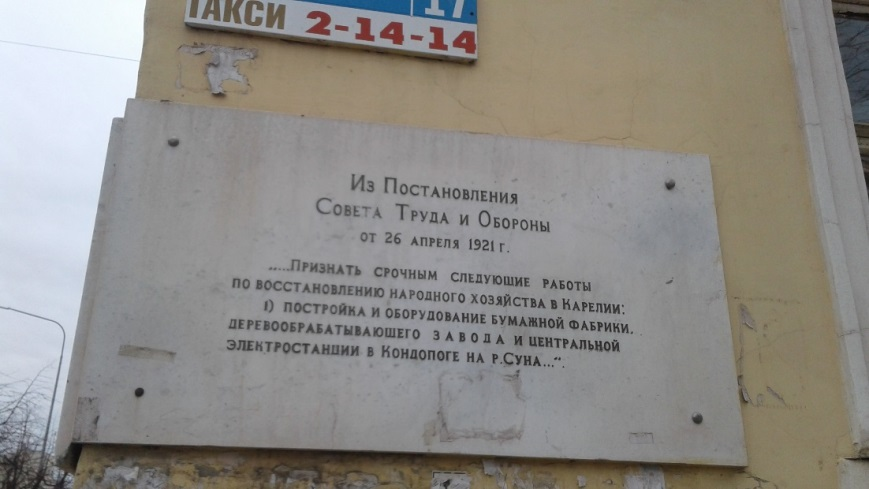 17
ТАКСИ 2-14-14
Из Постановления
Совета Труда и Обороны
от 26 апреля 1921 г.
„....Признать срочным следующие работы
по восстановлению народного хозяйства в Карелии:
1) постройка и оборудование бумажной фабрики,
деревообрабатывающего завода и центральной
электростанции в Кондопоге на р. Суна...“.